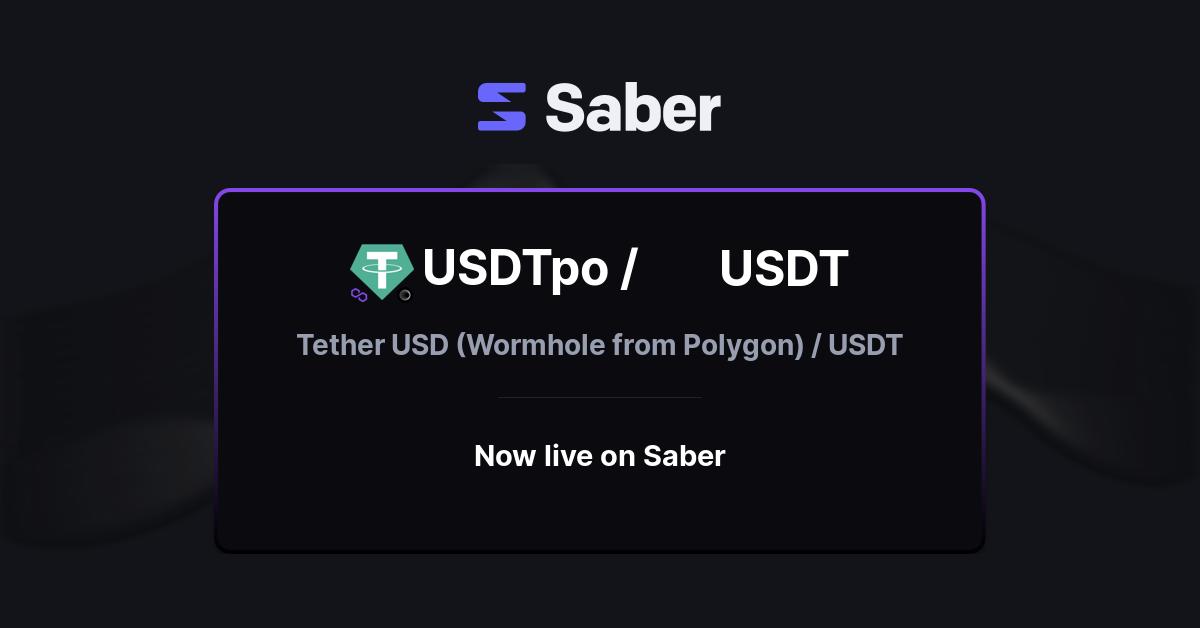 Saber
USDTpo / USDT
Tether USD (Wormhole from Polygon) / USDT
Now live on Saber